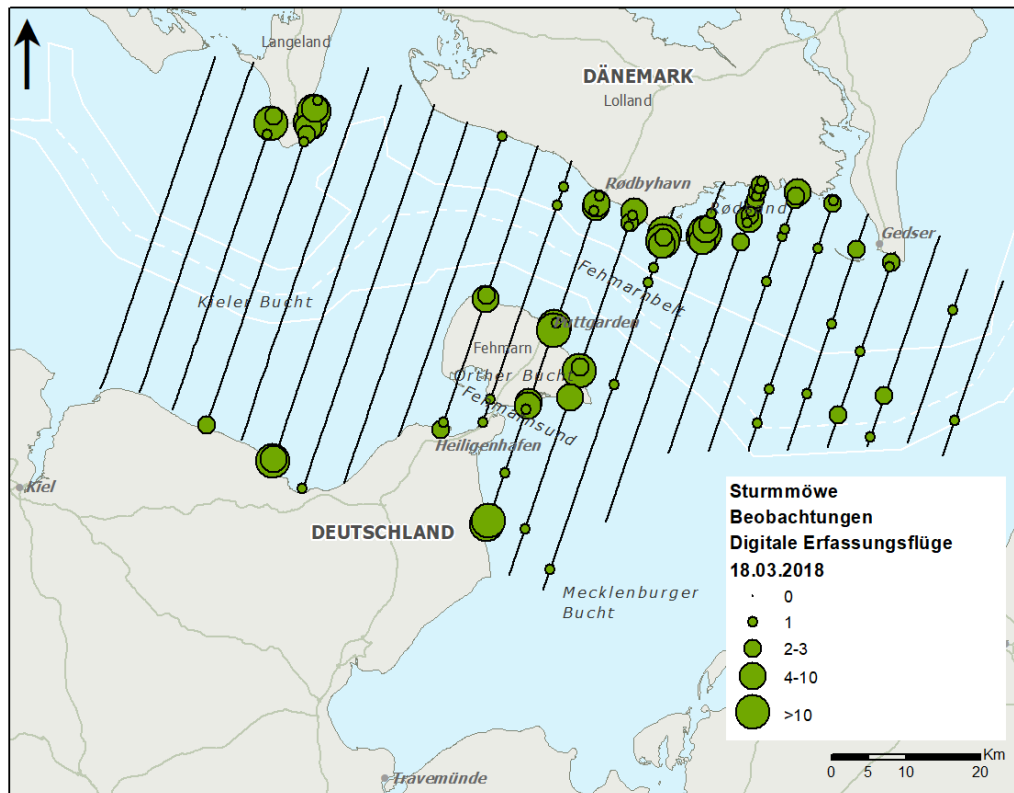 Langeland
DÄNEMARK
Lolland
Rødbyhavn
Rødsand
Gedser
Fehmarnbelt
Kieler Bucht
Puttgarden
Fehmarn
Orther Bucht
Fehmarnsund
Heiligenhafen
Kiel
DEUTSCHLAND
Mecklenburger
Bucht
Travemünde
Sturmmöwe
Beobachtungen
Digitale Erfassungsflüge
18.03.2018
0
1
2-3
4-10
>10
Km
0 5 10 20